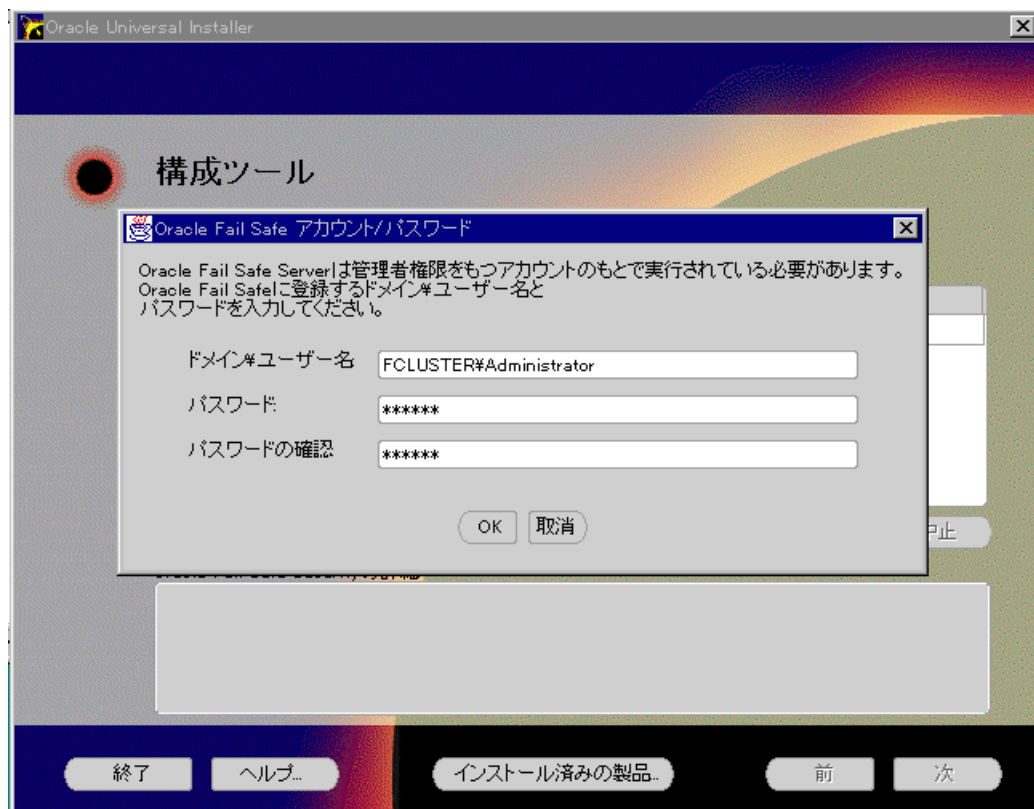 Oracle Universal Installer
構成ツール
Oracle Fail Safe アカウント/パスワード
Oracle Fail Safe Serverは管理者権限をもつアカウントのもとで実行されている必要があります。
Oracle Fail Safeに登録するドメイン¥ユーザー名と
パスワードを入力してください。
ドメイン¥ユーザー名
FCLUSTER¥Administrator
パスワード:
******
パスワードの確認
******
OK
取消
終了
ヘルプ...
インストール済みの製品...
前
次